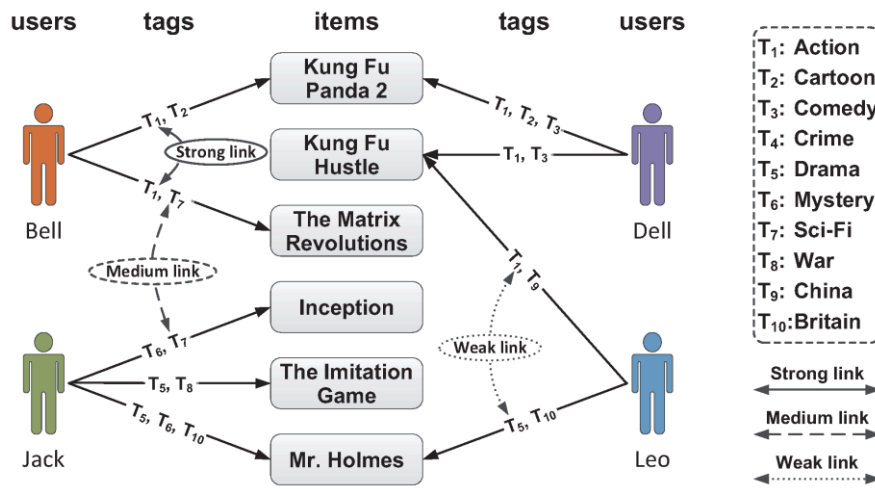 users tags items tags users
Kung Fu
Panda 2
T1, T2
T1, T2, T3
Strong link
Kung Fu
Hustle
T1, T3
T1, T7
Bell
The Matrix
Revolutions
Dell
Medium link
T1, T9
Inception
T6, T7
Weak link
The Imitation
Game
T5, T8
T5, T6, T10
T5, T10
Jack
Mr. Holmes
Leo
T1: Action
T2: Cartoon
T3: Comedy
T4: Crime
T5: Drama
T6: Mystery
T7: Sci-Fi
T8: War
T9: China
T10:Britain
Strong link
Medium link
Weak link